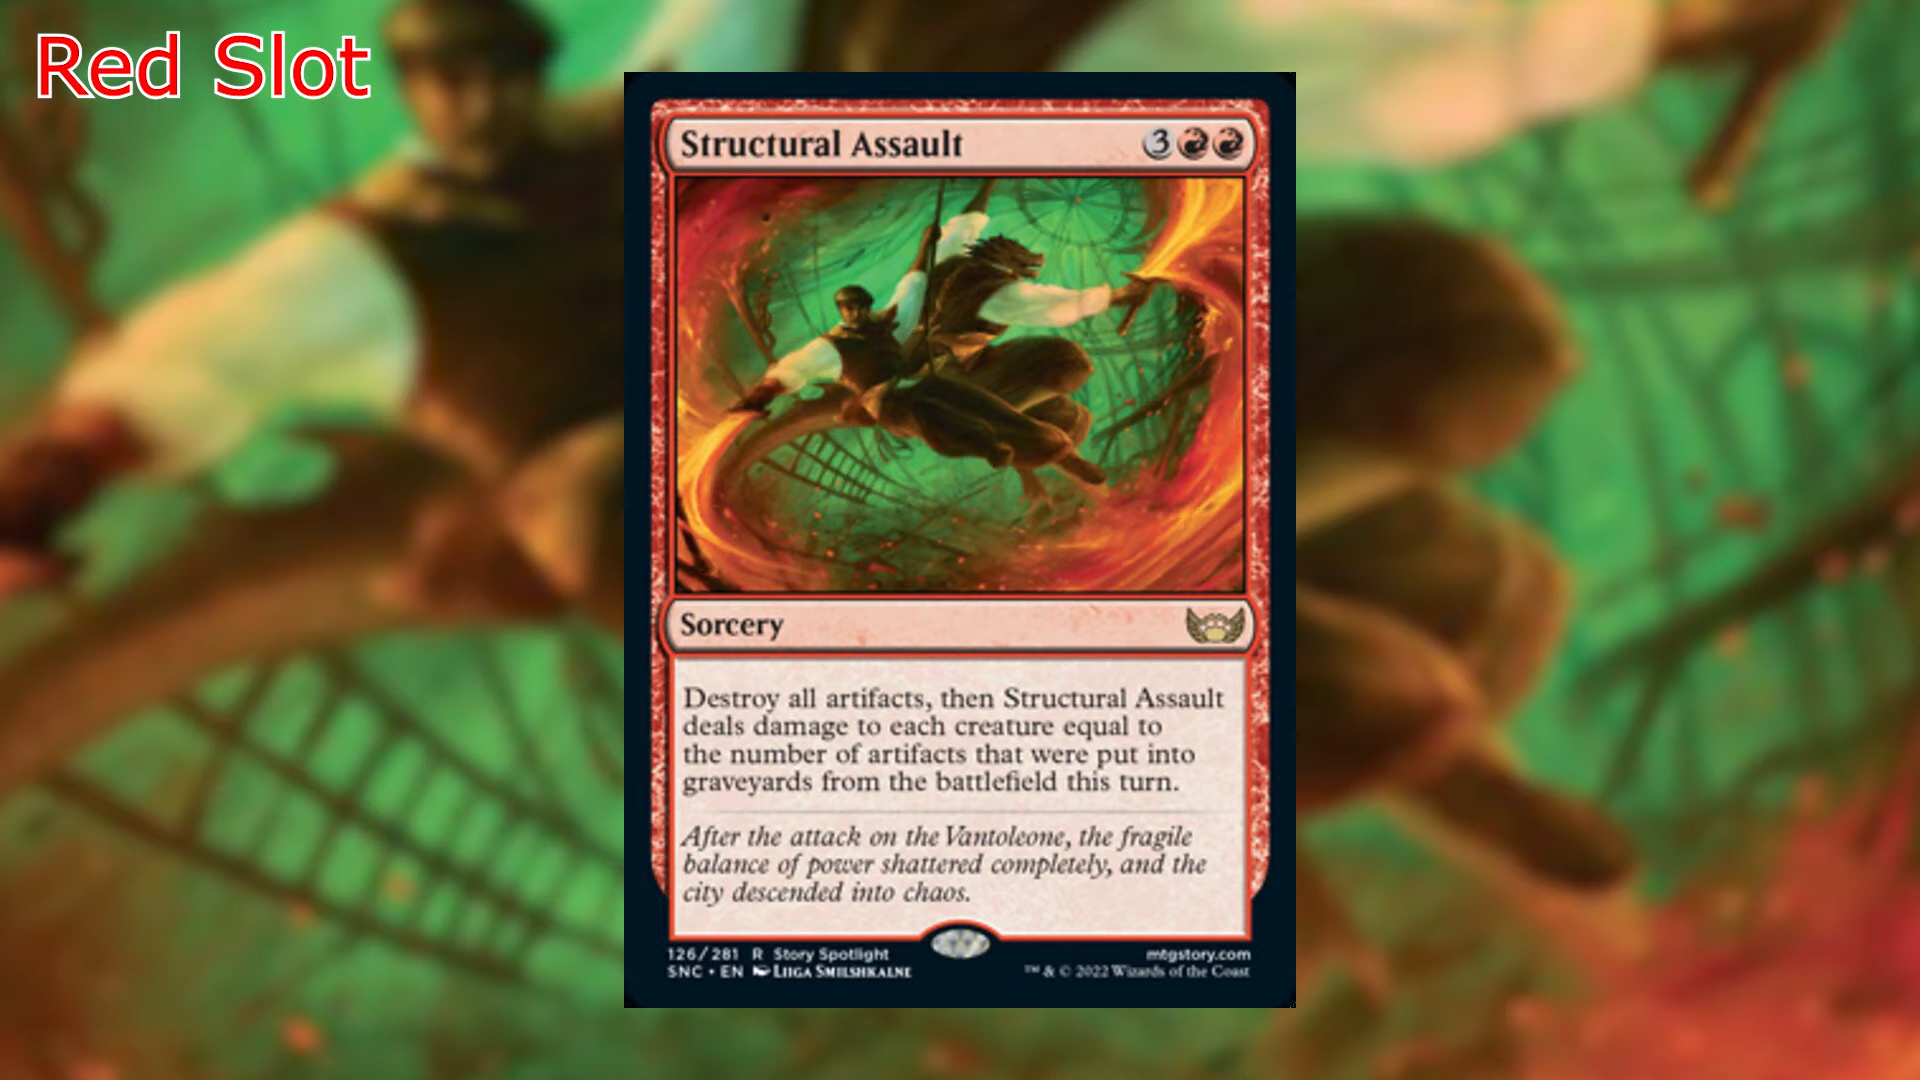 Red Slot
Structural Assault 3
Sorcery
Destroy all artifacts, then Structural Assault
deals damage to each creature equal to
the number of artifacts that were put into
graveyards from the battlefield this turn.
After the attack on the Vantoleone, the fragile
balance of power shattered completely, and the
city descended into chaos.
126/281 R Story Spotlight mtgstory.com
SNC • EN Liiga Smilshkalne ™ & © 2022 Wizards of the Coast